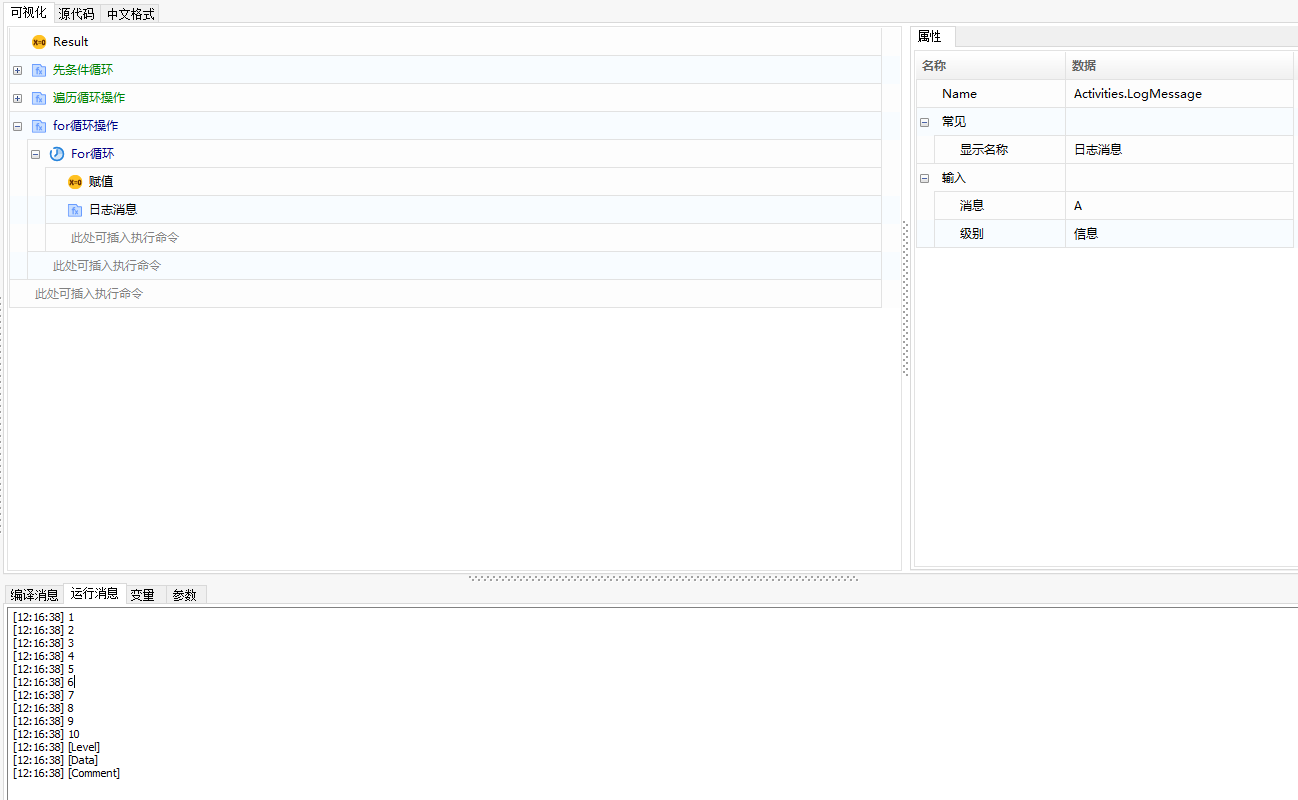 可视化 源代码 中文格式
Result
先条件循环
遍历循环操作
for循环操作
For循环
赋值
日志消息
此处可插入执行命令
此处可插入执行命令
此处可插入执行命令
属性
名称 数据
Name Activities.LogMessage
常见
显示名称 日志消息
输入
消息 A
级别 信息
编译消息 运行消息 变量 参数
[12:16:38] 1
[12:16:38] 2
[12:16:38] 3
[12:16:38] 4
[12:16:38] 5
[12:16:38] 6
[12:16:38] 7
[12:16:38] 8
[12:16:38] 9
[12:16:38] 10
[12:16:38] [Level]
[12:16:38] [Data]
[12:16:38] [Comment]